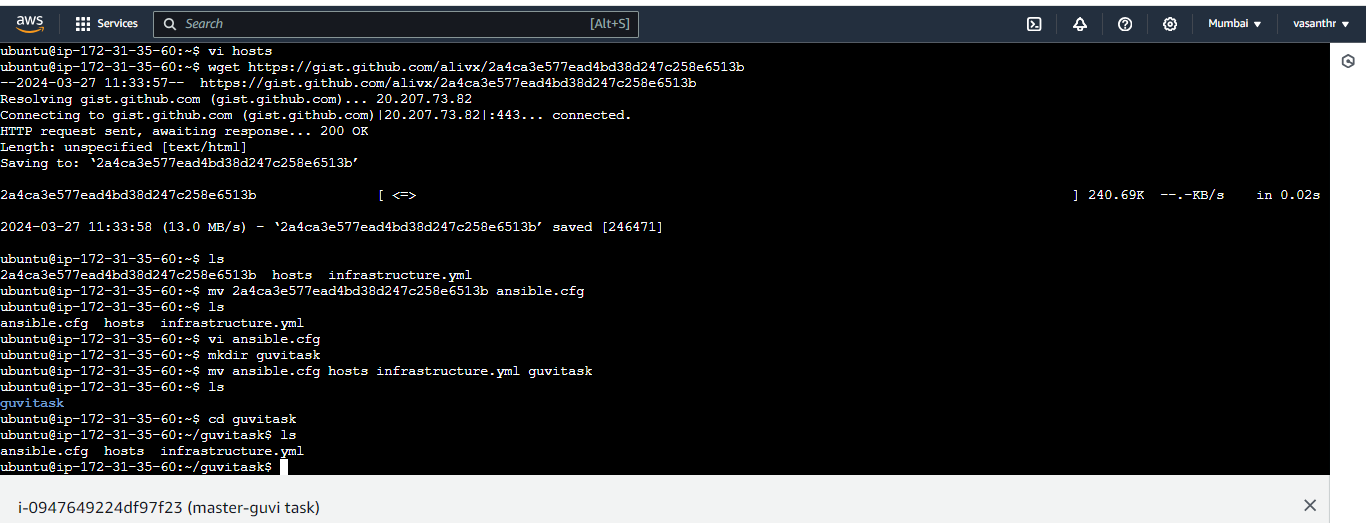 aws Services Search [Alt+S] Mumbai vasanthr
ubuntu@ip-172-31-35-60:~$ vi hosts
ubuntu@ip-172-31-35-60:~$ wget https://gist.github.com/alivx/2a4ca3e577ead4bd38d247c258e6513b
--2024-03-27 11:33:57--  https://gist.github.com/alivx/2a4ca3e577ead4bd38d247c258e6513b
Resolving gist.github.com (gist.github.com)... 20.207.73.82
Connecting to gist.github.com (gist.github.com)|20.207.73.82|:443... connected.
HTTP request sent, awaiting response... 200 OK
Length: unspecified [text/html]
Saving to: ‘2a4ca3e577ead4bd38d247c258e6513b’
2a4ca3e577ead4bd38d247c258e6513b [ <=> ] 240.69K --.-KB/s in 0.02s
2024-03-27 11:33:58 (13.0 MB/s) - ‘2a4ca3e577ead4bd38d247c258e6513b’ saved [246471]
ubuntu@ip-172-31-35-60:~$ ls
2a4ca3e577ead4bd38d247c258e6513b  hosts  infrastructure.yml
ubuntu@ip-172-31-35-60:~$ mv 2a4ca3e577ead4bd38d247c258e6513b ansible.cfg
ubuntu@ip-172-31-35-60:~$ ls
ansible.cfg  hosts  infrastructure.yml
ubuntu@ip-172-31-35-60:~$ vi ansible.cfg
ubuntu@ip-172-31-35-60:~$ mkdir guvitask
ubuntu@ip-172-31-35-60:~$ mv ansible.cfg hosts infrastructure.yml guvitask
ubuntu@ip-172-31-35-60:~$ ls
guvitask
ubuntu@ip-172-31-35-60:~$ cd guvitask
ubuntu@ip-172-31-35-60:~/guvitask$ ls
ansible.cfg  hosts  infrastructure.yml
ubuntu@ip-172-31-35-60:~/guvitask$
i-0947649224df97f23 (master-guvi task)